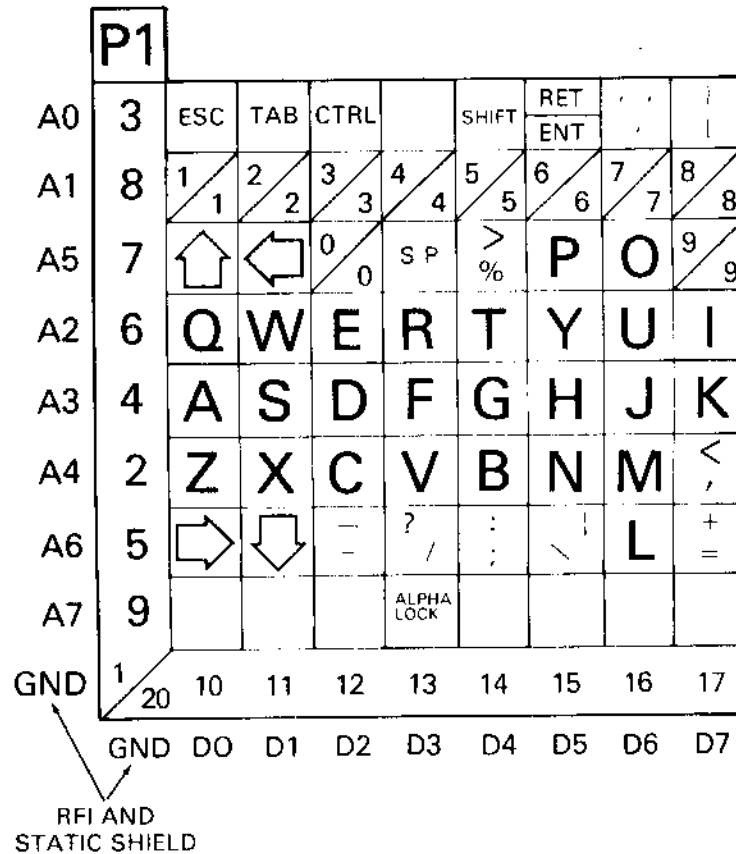 P1
A0 3 ESC TAB CTRL SHIFT RET
ENT
A1 8 1 1 2 2 3 3 4 4 5 5 6 6 7 7 8 8
A5 7 0 0 SP > % P O 9 9
A2 6 Q W E R T Y U I
A3 4 A S D F G H J K
A4 2 Z X C V B N M < ,
A6 5 — – ? / : ; \ | L + =
A7 9 ALPHA
LOCK
GND 1 20 10 11 12 13 14 15 16 17
GND D0 D1 D2 D3 D4 D5 D6 D7
RFI AND
STATIC SHIELD